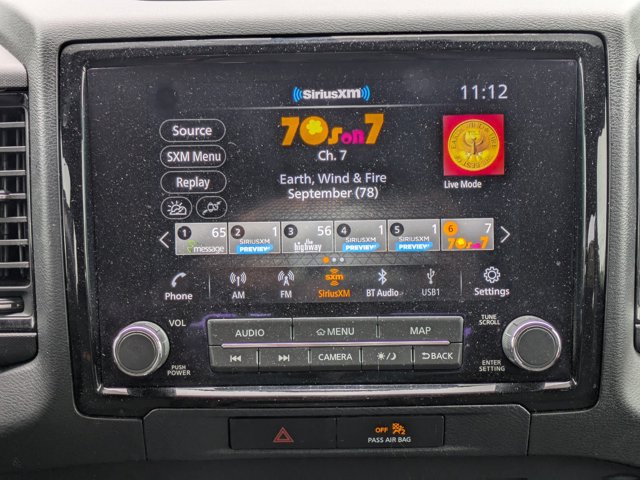 SiriusXM
11:12
Source
70s on 7
Ch. 7
SXM Menu
Replay
Earth, Wind & Fire
September (78)
Live Mode
1 65 message
2 1 SIRIUSXM PREVIEW
3 56 the highway
4 1 SIRIUSXM PREVIEW
5 SIRIUSXM PREVIEW
6 7 70s on 7
Phone
AM
FM
sxm
SiriusXM
BT Audio
USB1
Settings
VOL
AUDIO
MENU
MAP
TUNE
SCROLL
PUSH
POWER
CAMERA
BACK
ENTER
SETTING
OFF 2
PASS AIR BAG